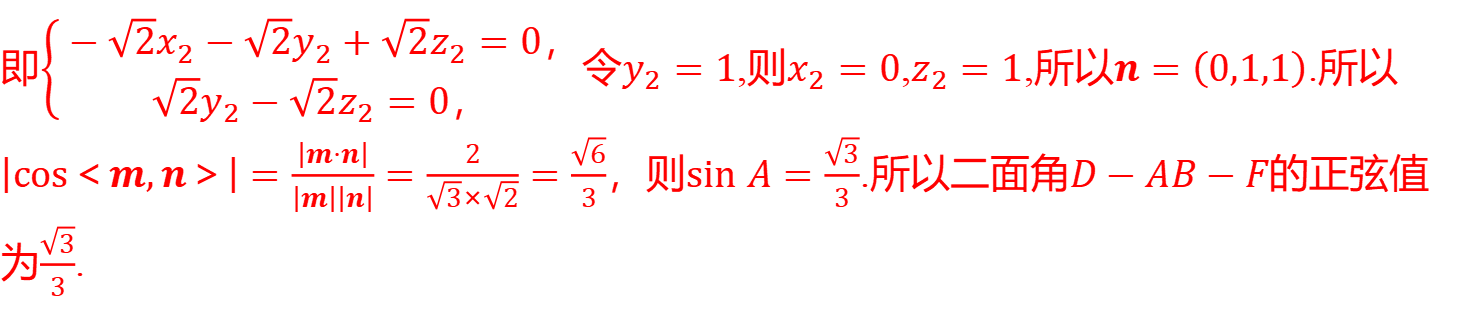 即{−√2x₂ − √2y₂ + √2z₂ = 0, √2y₂ − √2z₂ = 0, 令y₂ = 1,则x₂ = 0,z₂ = 1,所以n = (0,1,1).所以
|cos < m, n > | = |m·n|/|m||n| = 2/√3×√2 = √6/3, 则sin A = √3/3.所以二面角D − AB − F的正弦值
为√3/3.